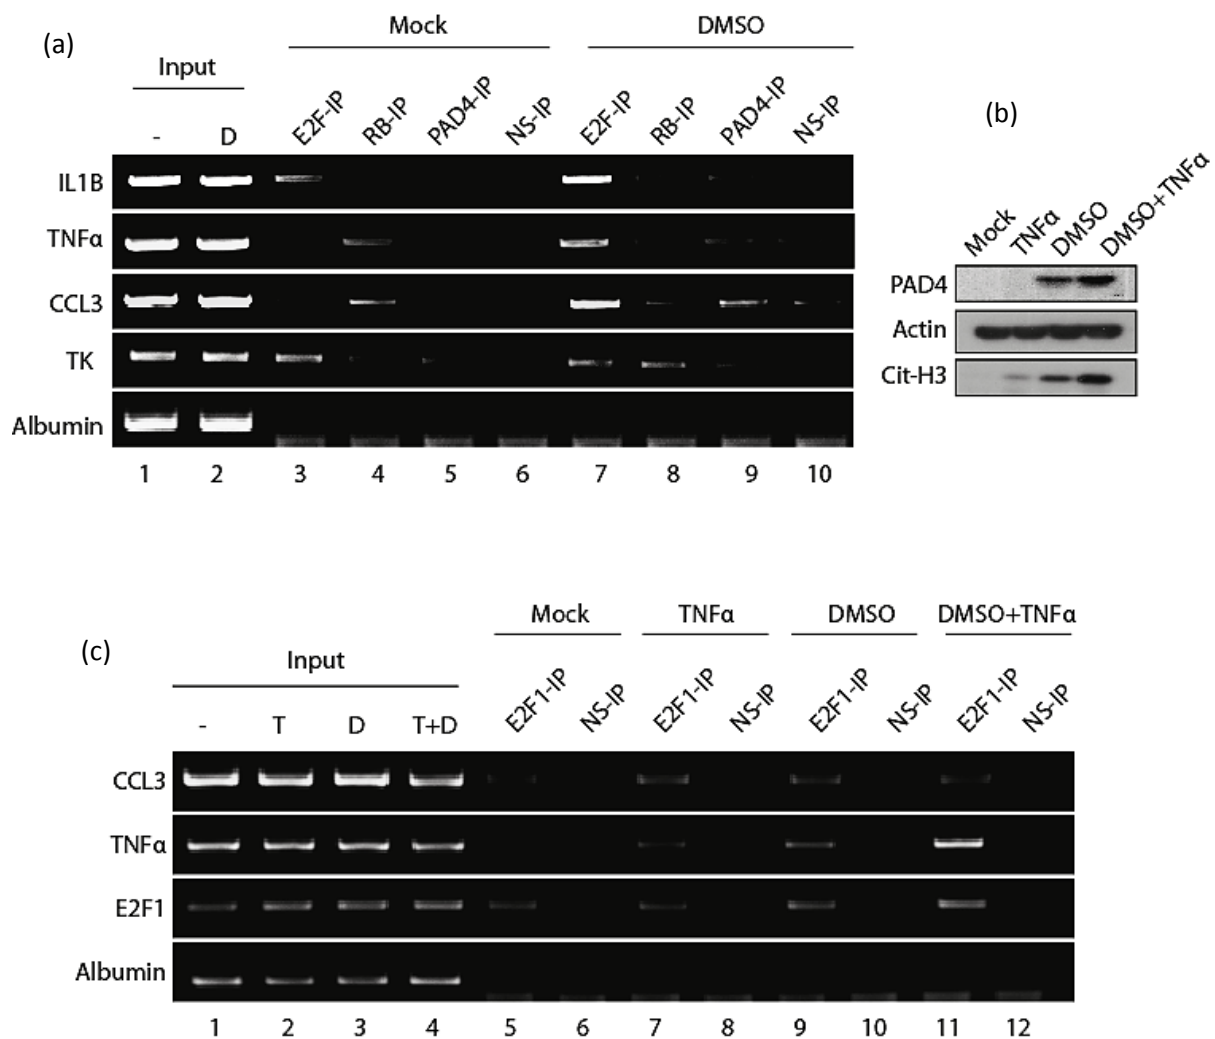 (a)
Mock
DMSO
Input
- D E2F-IP RB-IP PAD4-IP NS-IP E2F-IP RB-IP PAD4-IP NS-IP
IL1B
TNFα
CCL3
TK
Albumin
1 2 3 4 5 6 7 8 9 10
(b)
Mock TNFα DMSO DMSO+TNFα
PAD4
Actin
Cit-H3
(c)
Mock TNFα DMSO DMSO+TNFα
Input
- T D T+D E2F1-IP NS-IP E2F1-IP NS-IP E2F1-IP NS-IP E2F1-IP NS-IP
CCL3
TNFα
E2F1
Albumin
1 2 3 4 5 6 7 8 9 10 11 12